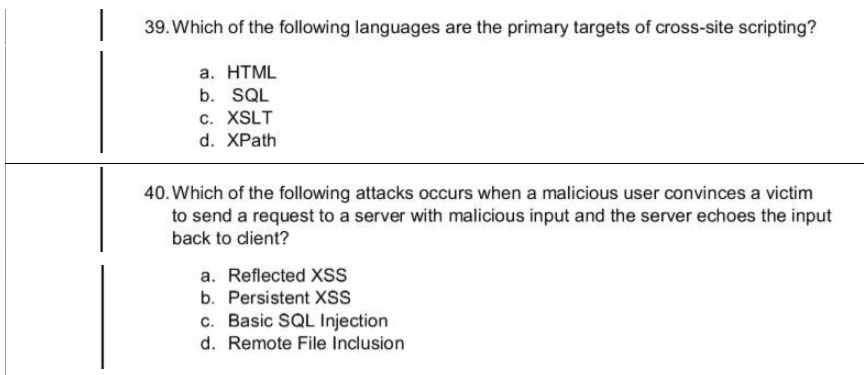 39. Which of the following languages are the primary targets of cross-site scripting?
a. HTML
b. SQL
c. XSLT
d. XPath
40. Which of the following attacks occurs when a malicious user convinces a victim
to send a request to a server with malicious input and the server echoes the input
back to client?
a. Reflected XSS
b. Persistent XSS
c. Basic SQL Injection
d. Remote File Inclusion